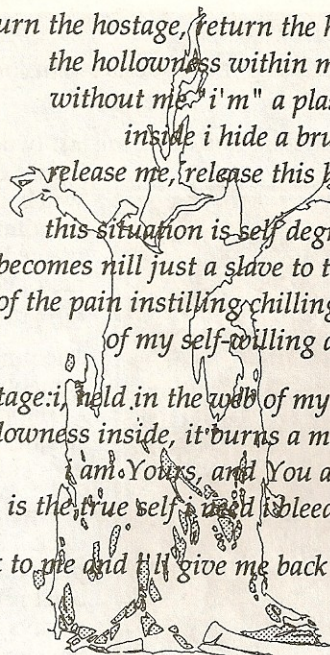 urn the hostage, return the h
the hollowness within m
without me "i'm" a plas
inside i hide a bru
release me, release this
this situation is self degr
becomes nill just a slave to t
of the pain instilling chilling
of my self-willing a
tage:i, held in the web of my
lowness inside, it burns a m
i am Yours, and You a
is the true self i need i bleed
to me and i'll give me back